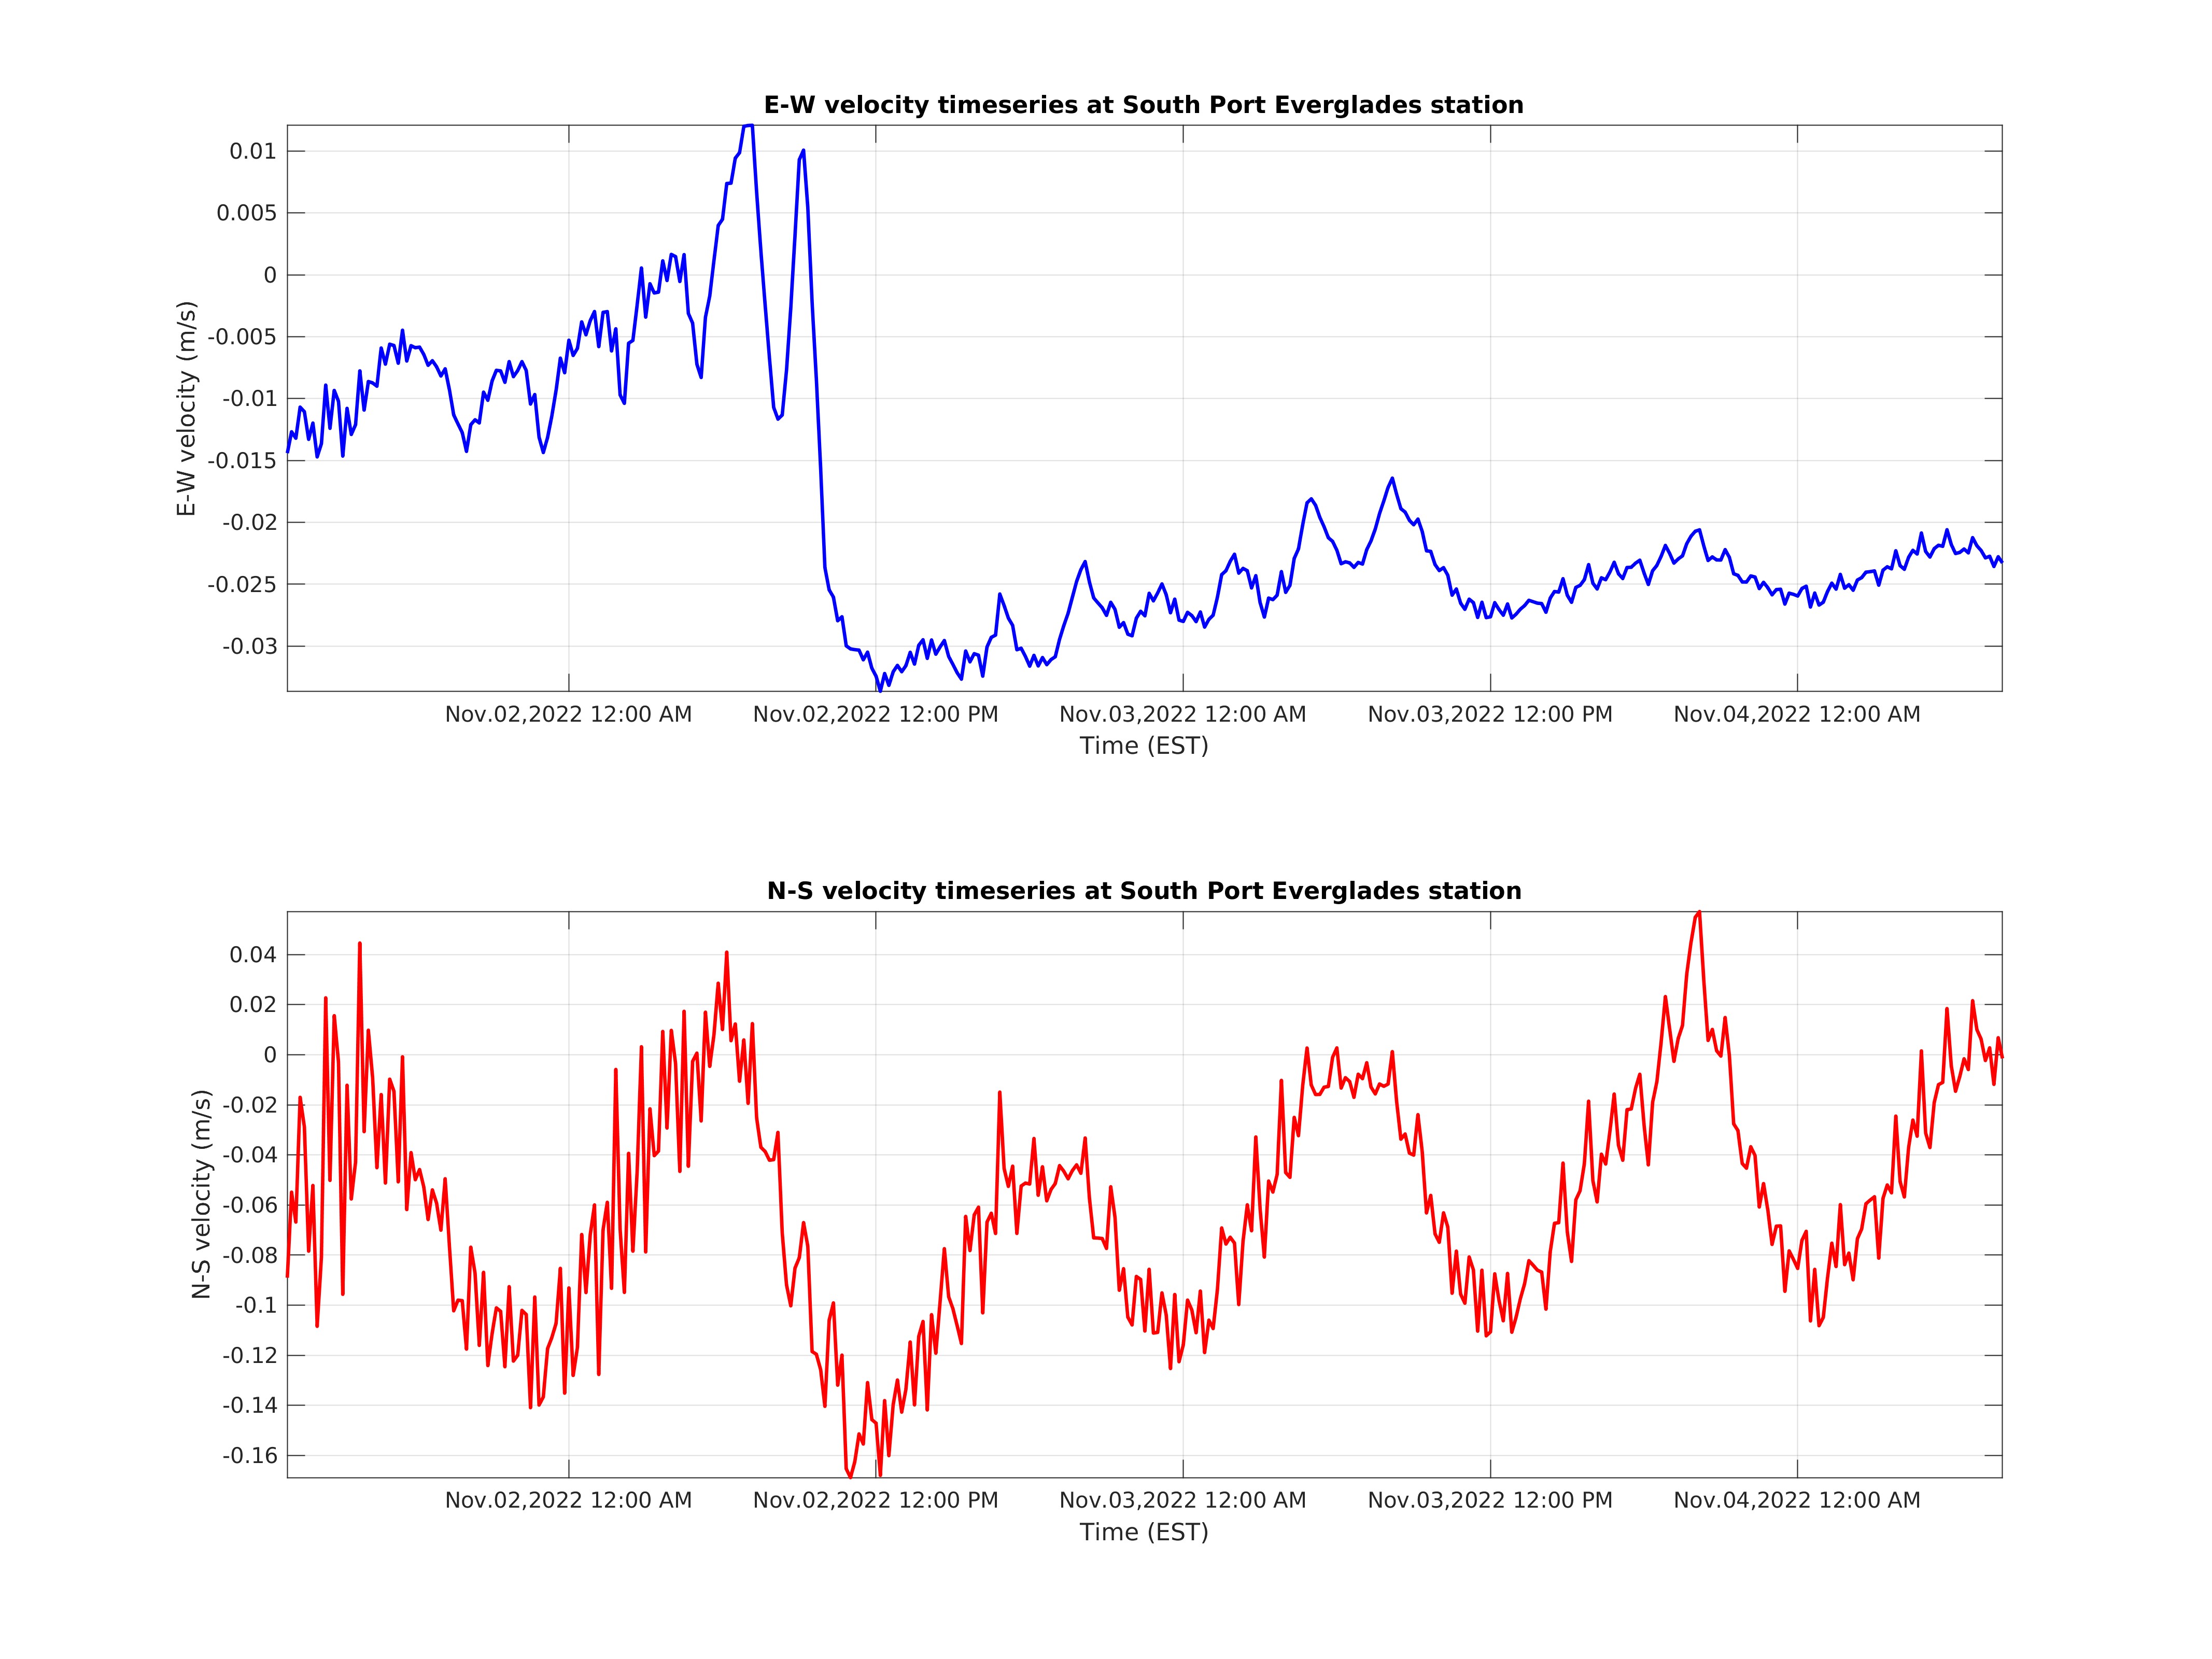 E-W velocity timeseries at South Port Everglades station
E-W velocity (m/s)
0.01
0.005
0
-0.005
-0.01
-0.015
-0.02
-0.025
-0.03
Nov.02,2022 12:00 AM
Nov.02,2022 12:00 PM
Nov.03,2022 12:00 AM
Nov.03,2022 12:00 PM
Nov.04,2022 12:00 AM
Time (EST)
N-S velocity timeseries at South Port Everglades station
N-S velocity (m/s)
0.04
0.02
0
-0.02
-0.04
-0.06
-0.08
-0.1
-0.12
-0.14
-0.16
Nov.02,2022 12:00 AM
Nov.02,2022 12:00 PM
Nov.03,2022 12:00 AM
Nov.03,2022 12:00 PM
Nov.04,2022 12:00 AM
Time (EST)